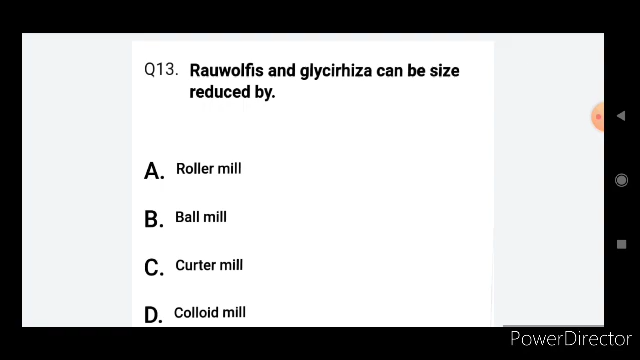 Q13. Rauwolfis and glycirhiza can be size
reduced by.
A. Roller mill
B. Ball mill
C. Curter mill
D. Colloid mill
PowerDirector